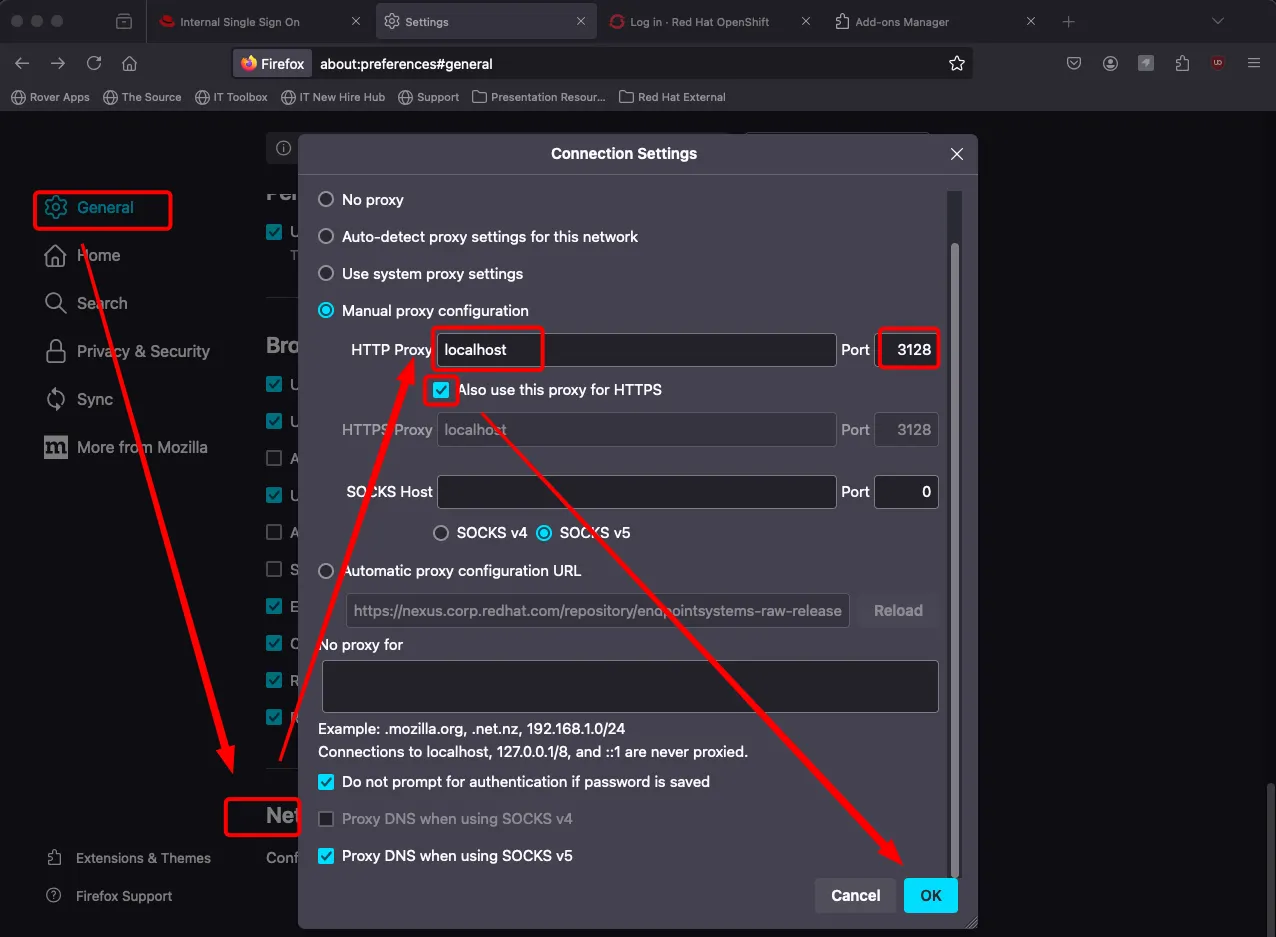 Internal Single Sign On
Settings
Log in · Red Hat OpenShift
Add-ons Manager
Firefox
about:preferences#general
Rover Apps
The Source
IT Toolbox
IT New Hire Hub
Support
Presentation Resour...
Red Hat External
Connection Settings
General
Home
Search
Privacy & Security
Sync
More from Mozilla
Extensions & Themes
Firefox Support
Bro
Net
Conf
No proxy
Auto-detect proxy settings for this network
Use system proxy settings
Manual proxy configuration
HTTP Proxy localhost Port 3128
Also use this proxy for HTTPS
HTTPS Proxy localhost Port 3128
SOCKS Host Port 0
SOCKS v4 SOCKS v5
Automatic proxy configuration URL
https://nexus.corp.redhat.com/repository/endpointsystems-raw-release Reload
No proxy for
Example: .mozilla.org, .net.nz, 192.168.1.0/24
Connections to localhost, 127.0.0.1/8, and ::1 are never proxied.
Do not prompt for authentication if password is saved
Proxy DNS when using SOCKS v4
Proxy DNS when using SOCKS v5
Cancel OK